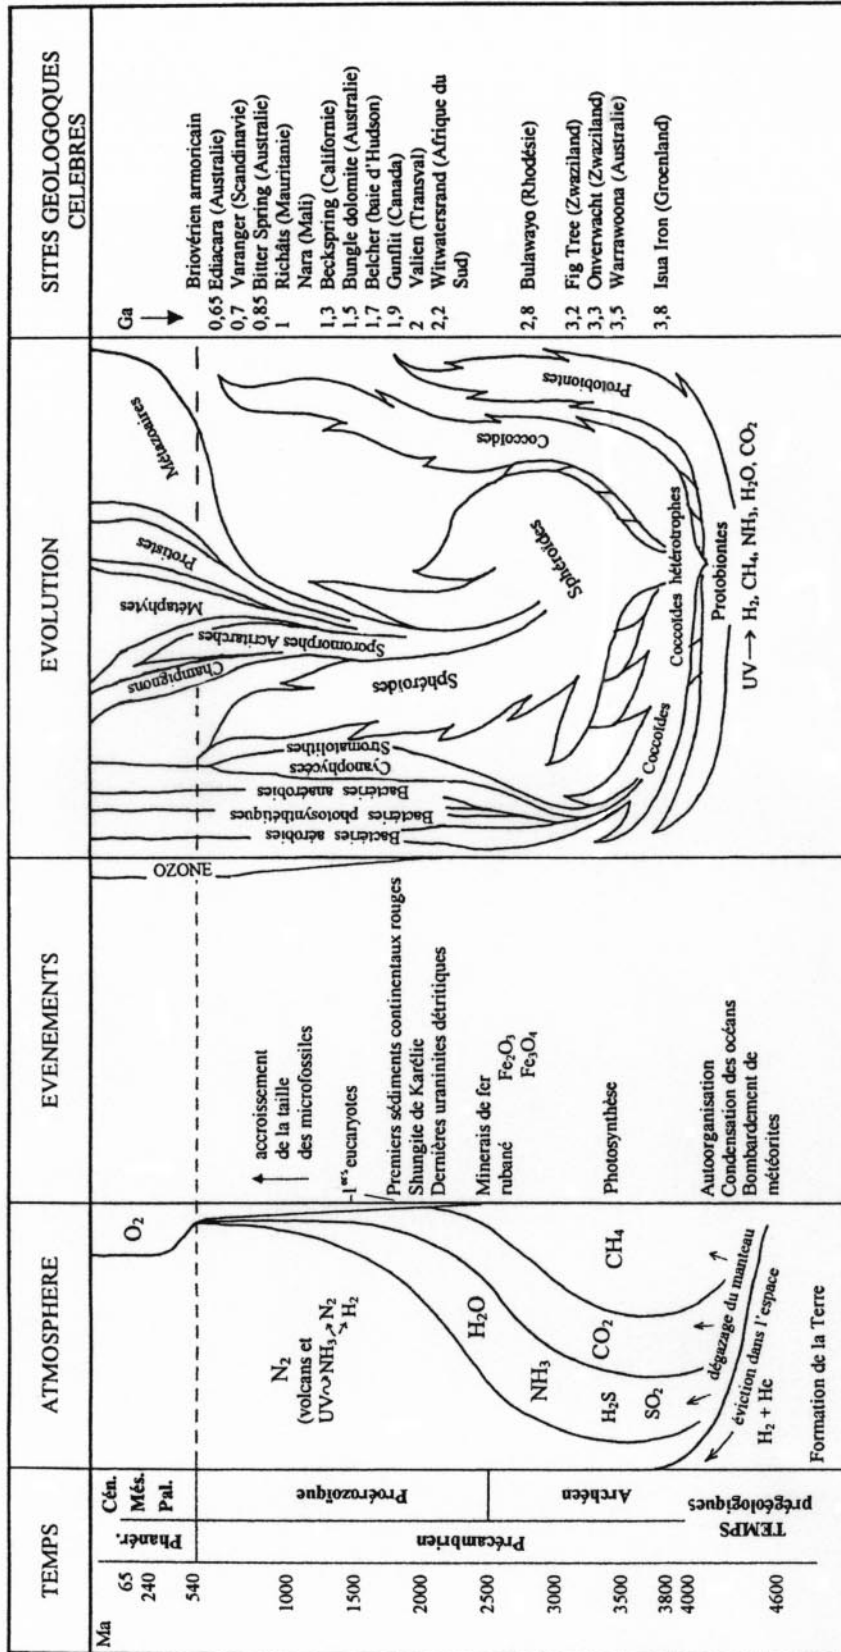 TEMPS
ATMOSPHERE
EVENEMENTS
EVOLUTION
SITES GEOLOGOQUES
CELEBRES
Ma
65
240
540
1000
1500
2000
2500
3000
3500
3800
4000
4600
Phanér.
Cén.
Més.
Pal.
Précambrien
Proérozoïque
Archéen
TEMPS
prégéologiques
O₂
N₂
(volcans et
UV⤳NH₃↗N₂
↘H₂
H₂O
NH₃
CO₂
CH₄
H₂S
SO₂
dégazage du manteau
éviction dans l'espace
H₂ + He
Formation de la Terre
OZONE
accroissement
de la taille
des microfossiles
–1ers eucaryotes
Premiers sédiments continentaux rouges
Shungite de Karélie
Dernières uraninites détritiques
Minerais de fer
rubané
Fe₂O₃
Fe₃O₄
Photosynthèse
Autoorganisation
Condensation des océans
Bombardement de
météorites
Bactéries aérobies
Bactéries photosynthétiques
Bactéries anaérobies
Cyanophycées
Stromatolithes
Sphéroïdes
Champignons
Sporomorphes Acritarches
Métaphytes
Protistes
Métazoaires
Sphéroïdes
Coccoïdes
Protobiontes
Coccoïdes
Coccoïdes hétérotrophes
Protobiontes
UV → H₂, CH₄, NH₃, H₂O, CO₂
Ga
Briovérien armoricain
0,65 Ediacara (Australie)
0,7 Varanger (Scandinavie)
0,85 Bitter Spring (Australie)
1 Richâts (Mauritanie)
Nara (Mali)
1,3 Beckspring (Californie)
1,5 Bungle dolomite (Australie)
1,7 Belcher (baie d'Hudson)
1,9 Gunflit (Canada)
2 Valien (Transval)
2,2 Witwatersrand (Afrique du
Sud)
2,8 Bulawayo (Rhodésie)
3,2 Fig Tree (Zwaziland)
3,3 Onverwacht (Zwaziland)
3,5 Warrawoona (Australie)
3,8 Isua Iron (Groenland)